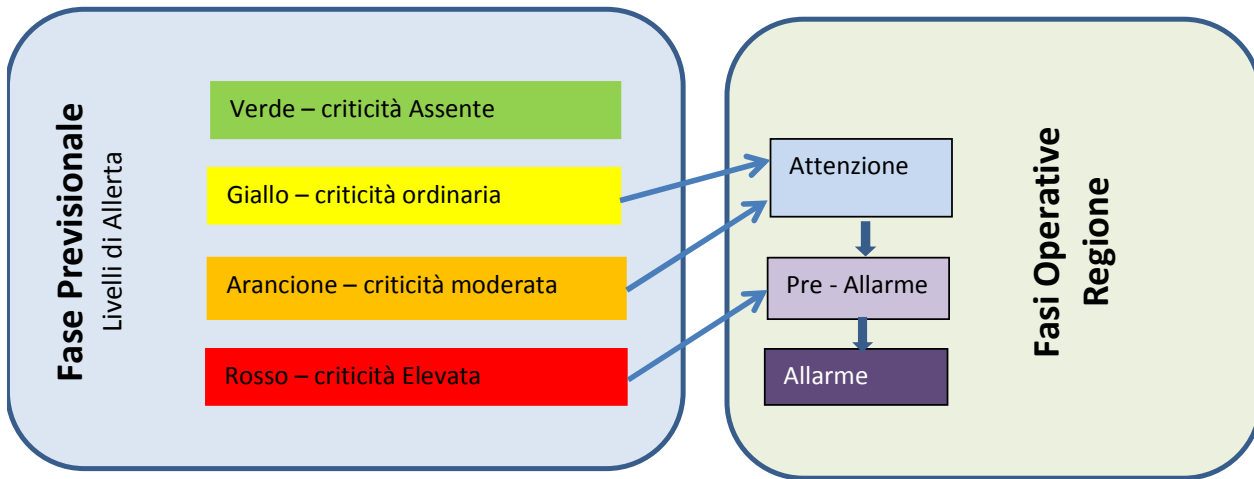 Fase Previsionale
Livelli di Allerta
Verde – criticità Assente
Giallo – criticità ordinaria
Arancione – criticità moderata
Rosso – criticità Elevata
Attenzione
Pre - Allarme
Allarme
Fasi Operative
Regione